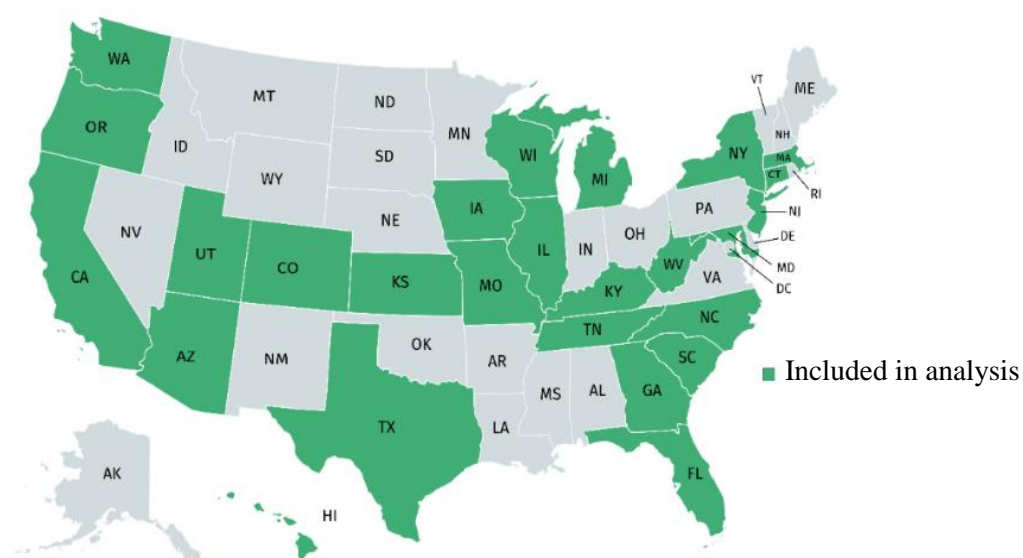 WA
MT
ND
MN
VT
ME
OR
ID
SD
WI
MI
NY
NH
MA
CT
RI
WY
IA
PA
NJ
NE
NV
UT
CO
IL
IN
OH
DE
MD
DC
CA
KS
MO
WV
VA
KY
NC
TN
AZ
NM
OK
AR
SC
MS
AL
GA
Included in analysis
TX
LA
FL
AK
HI